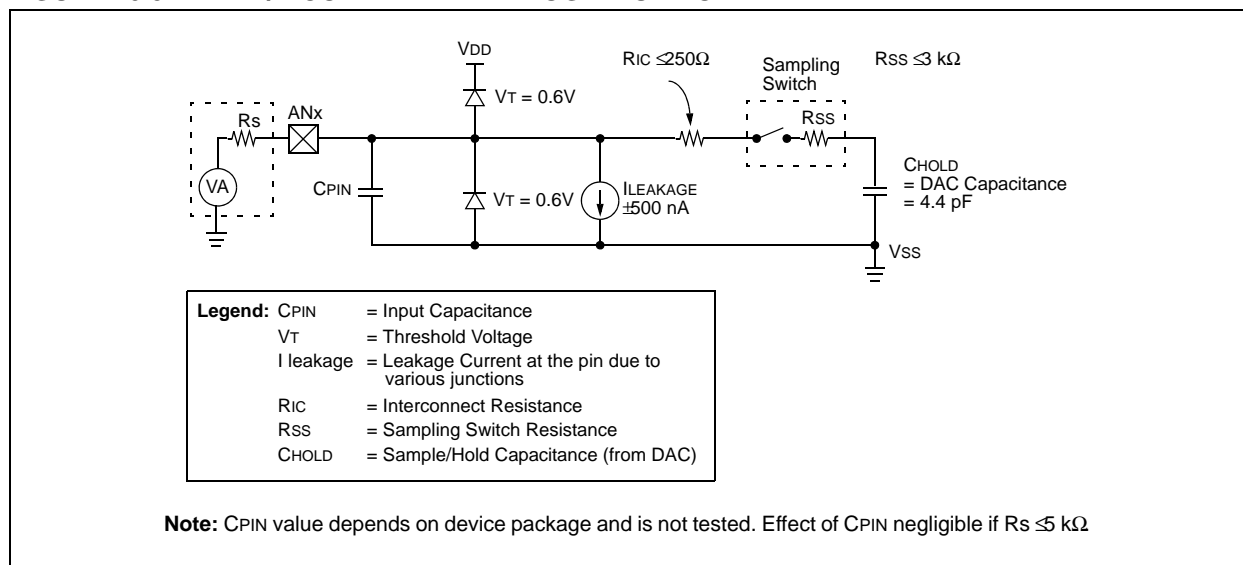 VDD
RIC ≤250Ω
Sampling
Switch
RSS ≤3 kΩ
VT = 0.6V
Rs
ANx
RSS
VA
CPIN
VT = 0.6V
ILEAKAGE
±500 nA
CHOLD
= DAC Capacitance
= 4.4 pF
VSS
Legend: CPIN = Input Capacitance
VT = Threshold Voltage
I leakage = Leakage Current at the pin due to
various junctions
RIC = Interconnect Resistance
RSS = Sampling Switch Resistance
CHOLD = Sample/Hold Capacitance (from DAC)
Note: CPIN value depends on device package and is not tested. Effect of CPIN negligible if Rs ≤5 kΩ